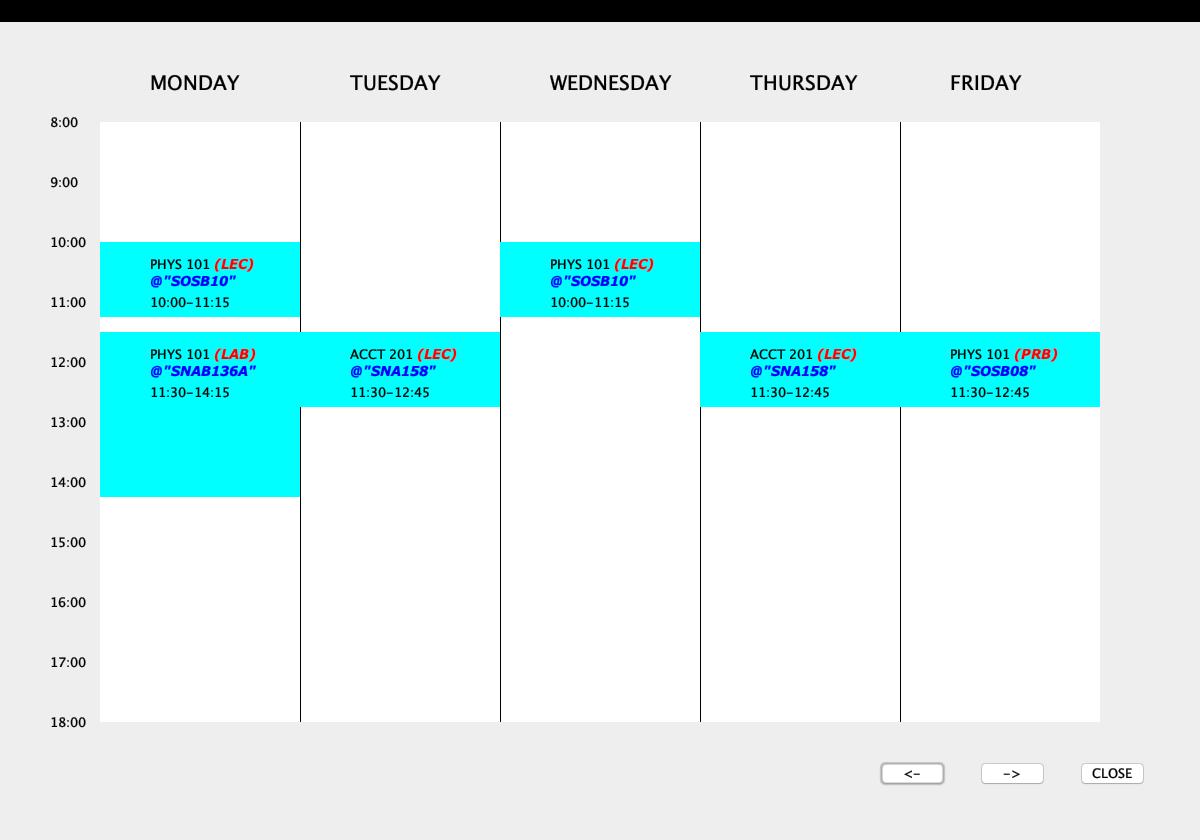 MONDAY TUESDAY WEDNESDAY THURSDAY FRIDAY
8:00
9:00
10:00
PHYS 101 (LEC) PHYS 101 (LEC)
@"SOSB10" @"SOSB10"
11:00 10:00-11:15 10:00-11:15
PHYS 101 (LAB) ACCT 201 (LEC) ACCT 201 (LEC) PHYS 101 (PRB)
12:00 @"SNAB136A" @"SNA158" @"SNA158" @"SOSB08"
11:30-14:15 11:30-12:45 11:30-12:45 11:30-12:45
13:00
14:00
15:00
16:00
17:00
18:00
<- -> CLOSE